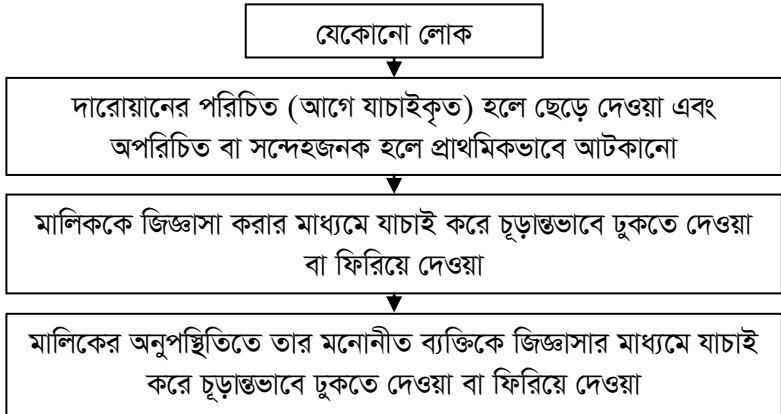 যেকোনো লোক
দারোয়ানের পরিচিত (আগে যাচাইকৃত) হলে ছেড়ে দেওয়া এবং
অপরিচিত বা সন্দেহজনক হলে প্রাথমিকভাবে আটকানো
মালিককে জিজ্ঞাসা করার মাধ্যমে যাচাই করে চূড়ান্তভাবে ঢুকতে দেওয়া
বা ফিরিয়ে দেওয়া
মালিকের অনুপস্থিতিতে তার মনোনীত ব্যক্তিকে জিজ্ঞাসার মাধ্যমে যাচাই
করে চূড়ান্তভাবে ঢুকতে দেওয়া বা ফিরিয়ে দেওয়া